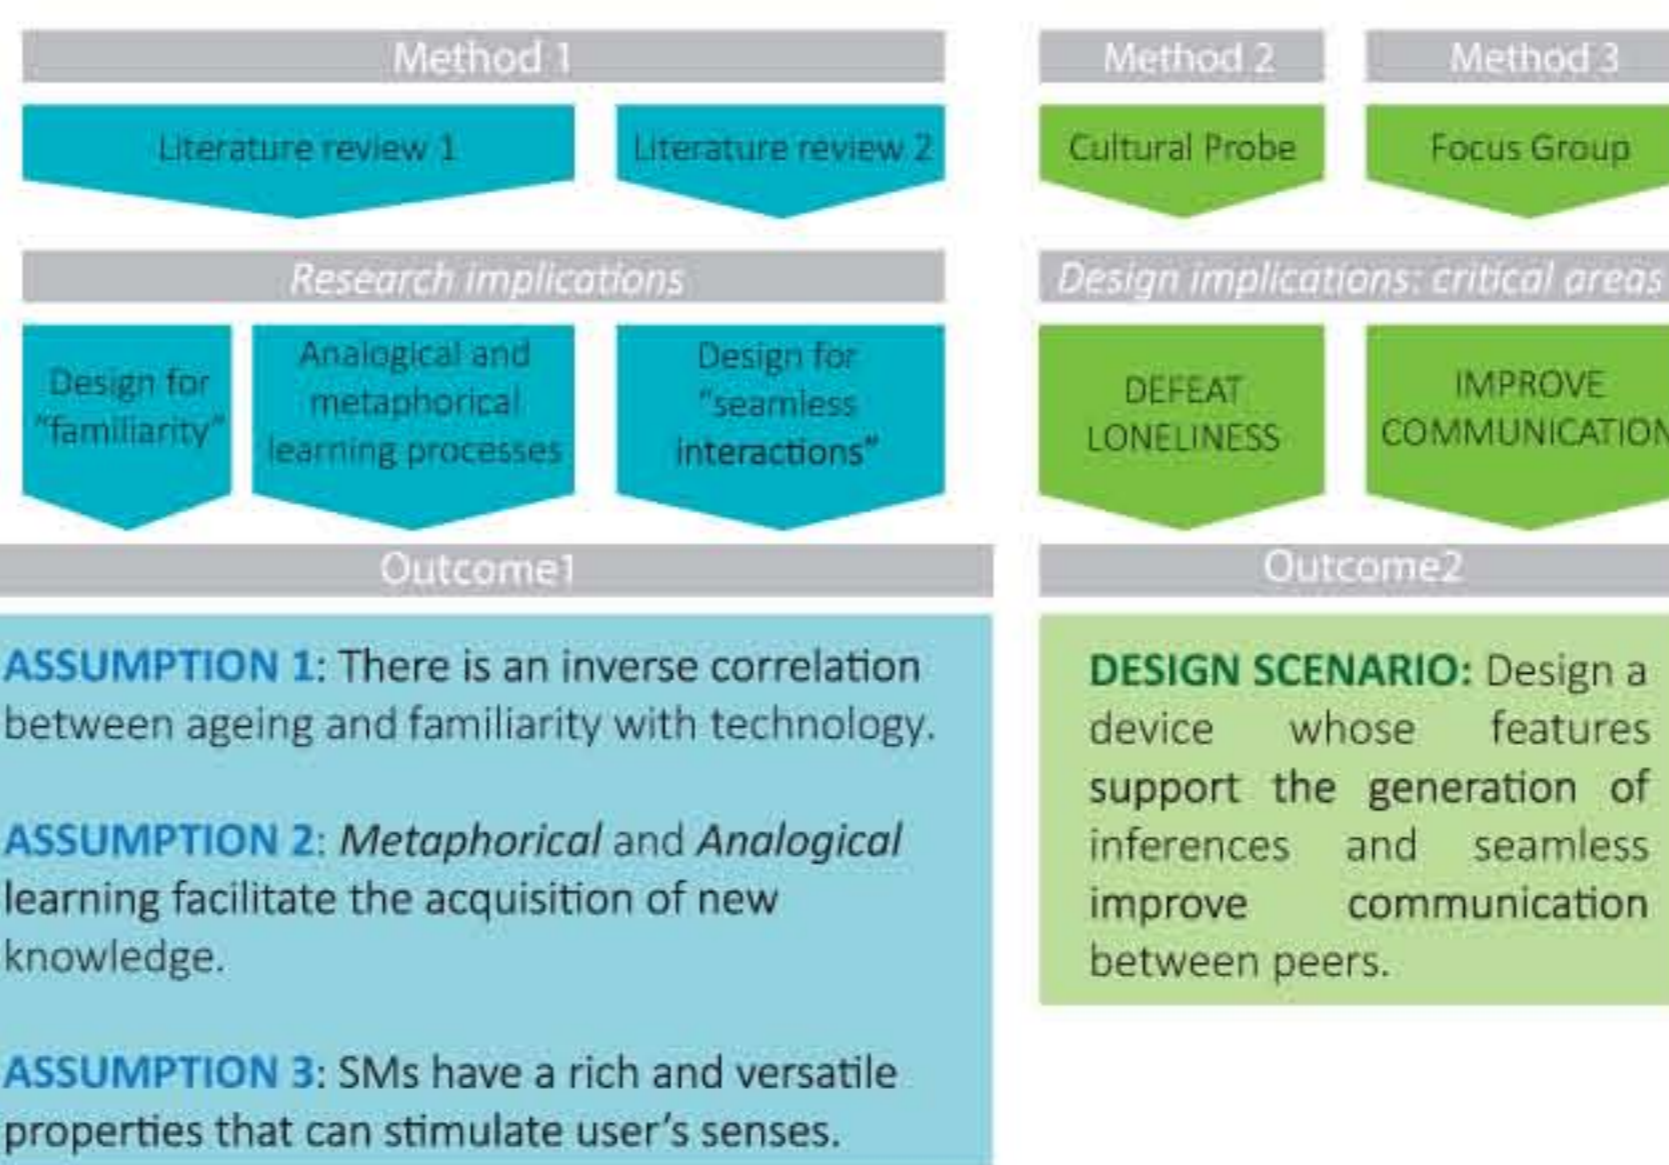 Method 1
Literature review 1
Literature review 2
Research implications
Design for
"familiarity"
Analogical and
metaphorical
learning processes
Design for
"seamless
interactions"
Outcome1
ASSUMPTION 1: There is an inverse correlation
between ageing and familiarity with technology.
ASSUMPTION 2: Metaphorical and Analogical
learning facilitate the acquisition of new
knowledge.
ASSUMPTION 3: SMs have a rich and versatile
properties that can stimulate user's senses.
Method 2
Method 3
Cultural Probe
Focus Group
Design implications: critical areas
DEFEAT
LONELINESS
IMPROVE
COMMUNICATION
Outcome2
DESIGN SCENARIO: Design a
device whose features
support the generation of
inferences and seamless
improve communication
between peers.